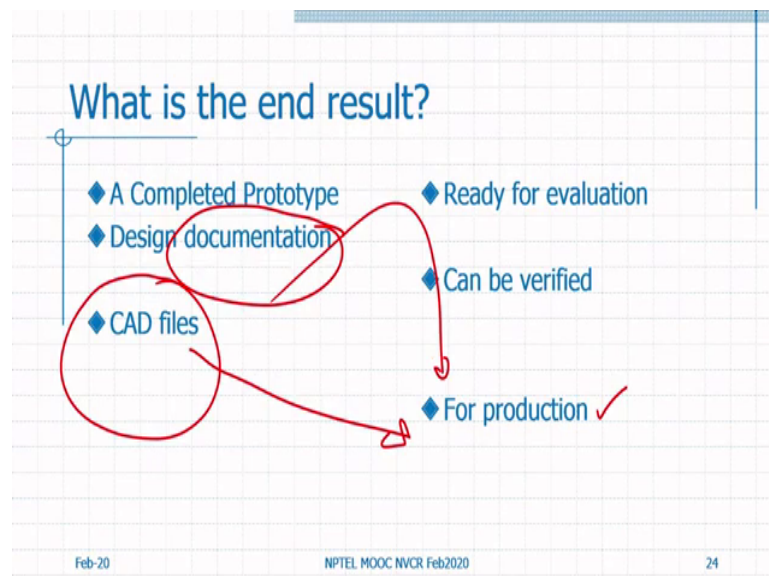 What is the end result?
A Completed Prototype
Design documentation
CAD files
Ready for evaluation
Can be verified
For production
Feb-20
NPTEL MOOC NVCR Feb2020
24